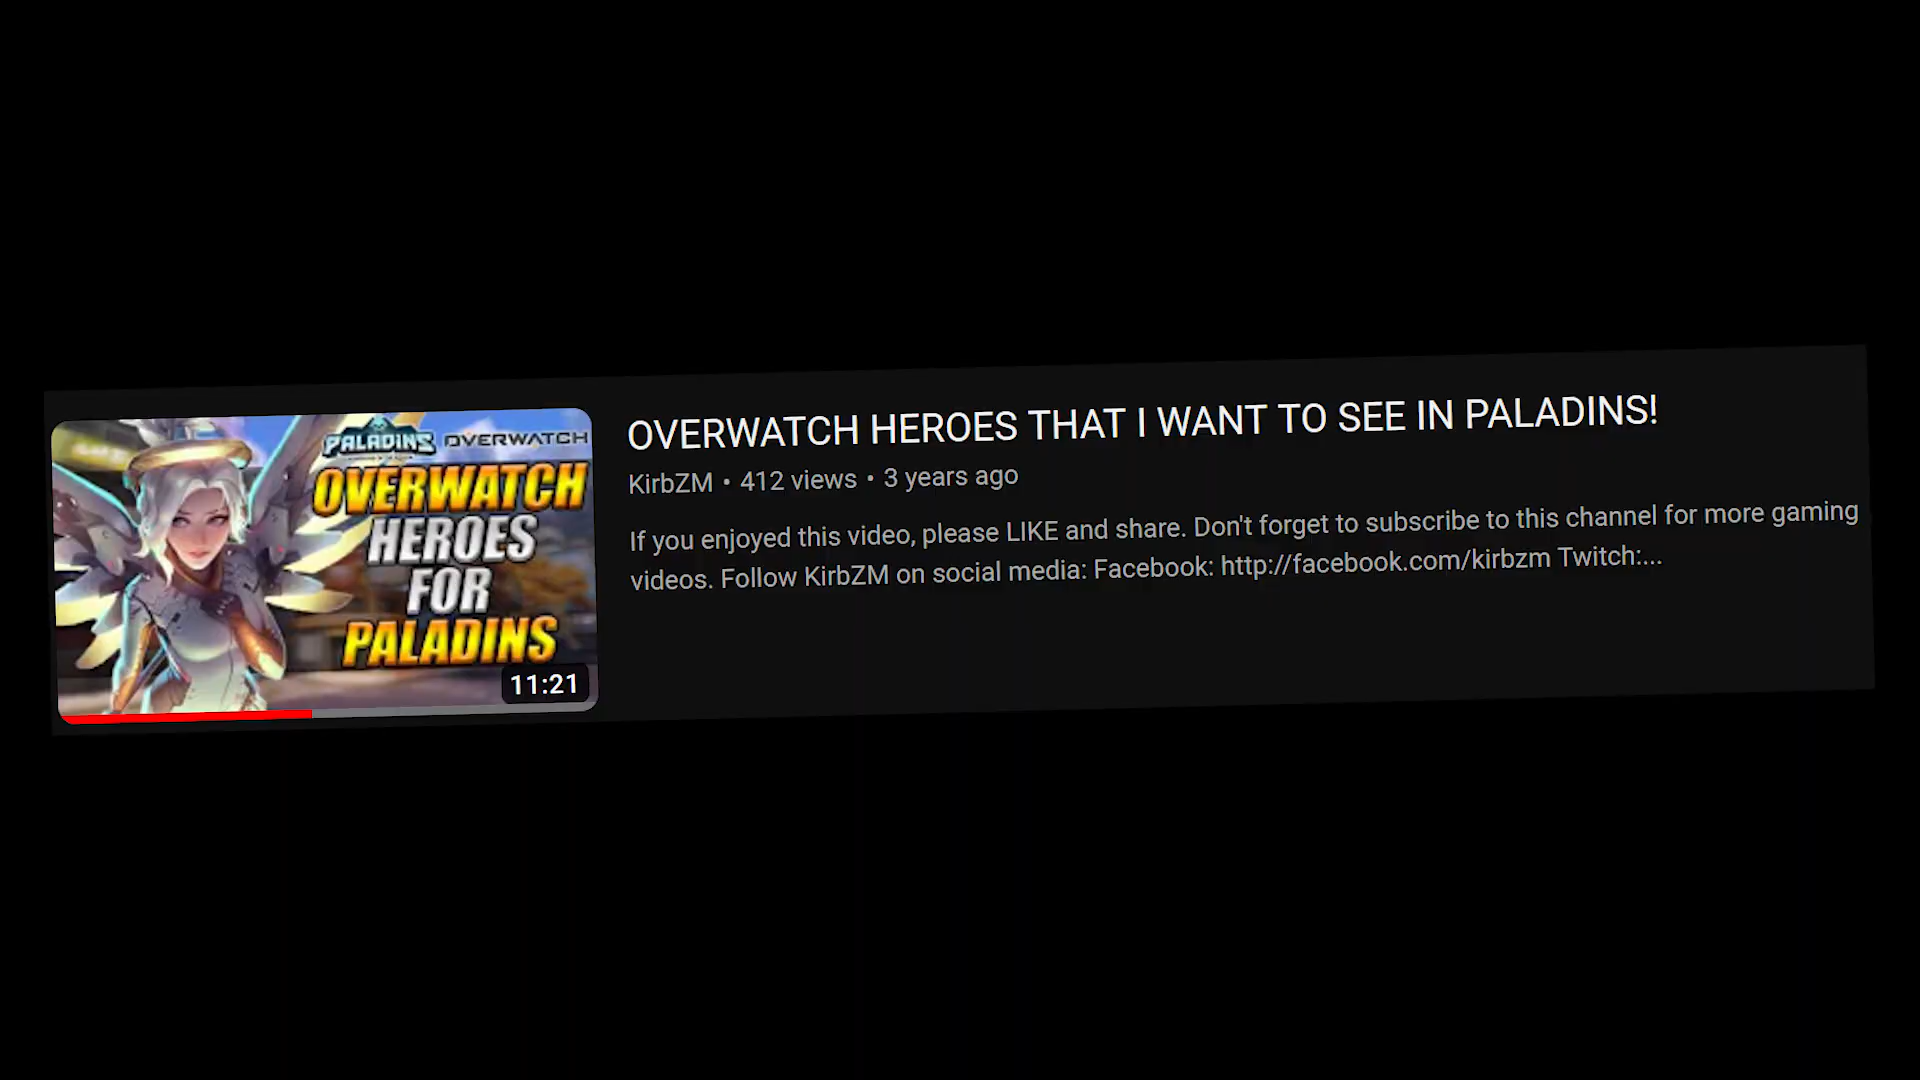 PALADINS OVERWATCH
OVERWATCH
HEROES
FOR
PALADINS
11:21
OVERWATCH HEROES THAT I WANT TO SEE IN PALADINS!
KirbZM • 412 views • 3 years ago
If you enjoyed this video, please LIKE and share. Don't forget to subscribe to this channel for more gaming
videos. Follow KirbZM on social media: Facebook: http://facebook.com/kirbzm Twitch:...